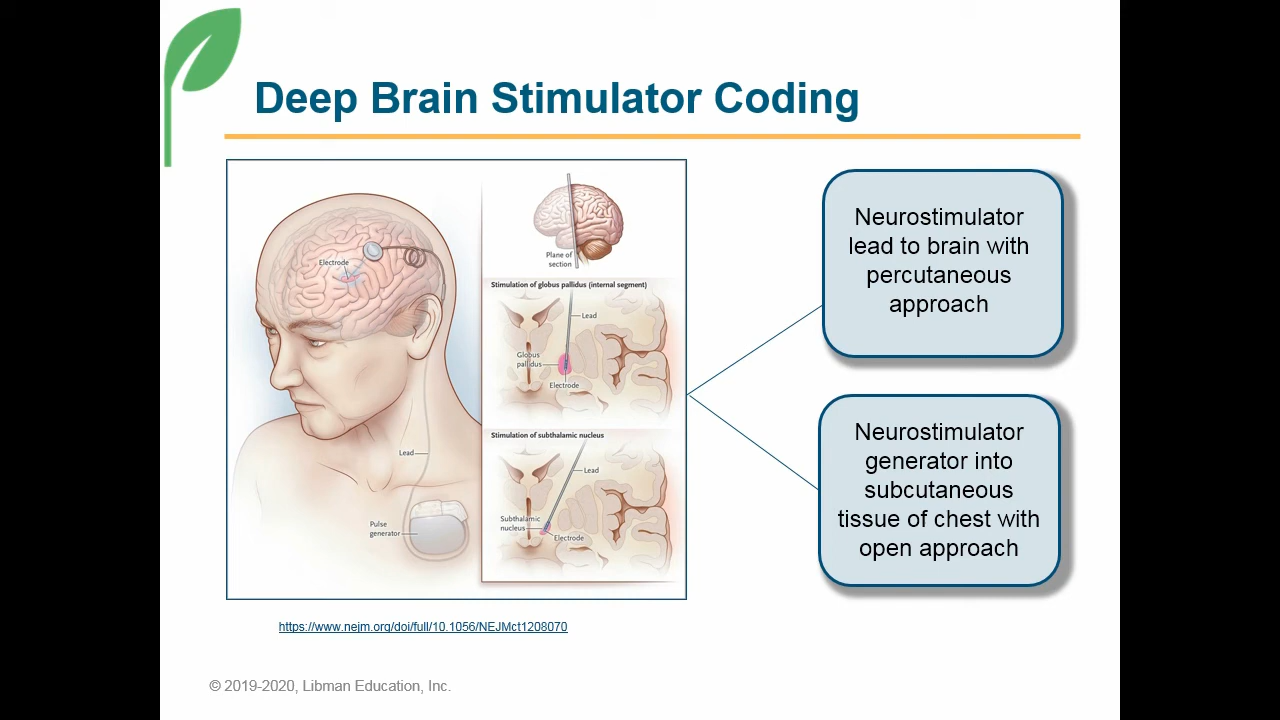 Deep Brain Stimulator Coding
Electrode
Lead
Pulse
generator
Plane of
section
Stimulation of globus pallidus (internal segment)
Lead
Globus
pallidus
Electrode
Stimulation of subthalamic nucleus
Lead
Subthalamic
nucleus
Electrode
Neurostimulator
lead to brain with
percutaneous
approach
Neurostimulator
generator into
subcutaneous
tissue of chest with
open approach
https://www.nejm.org/doi/full/10.1056/NEJMct1208070
© 2019-2020, Libman Education, Inc.